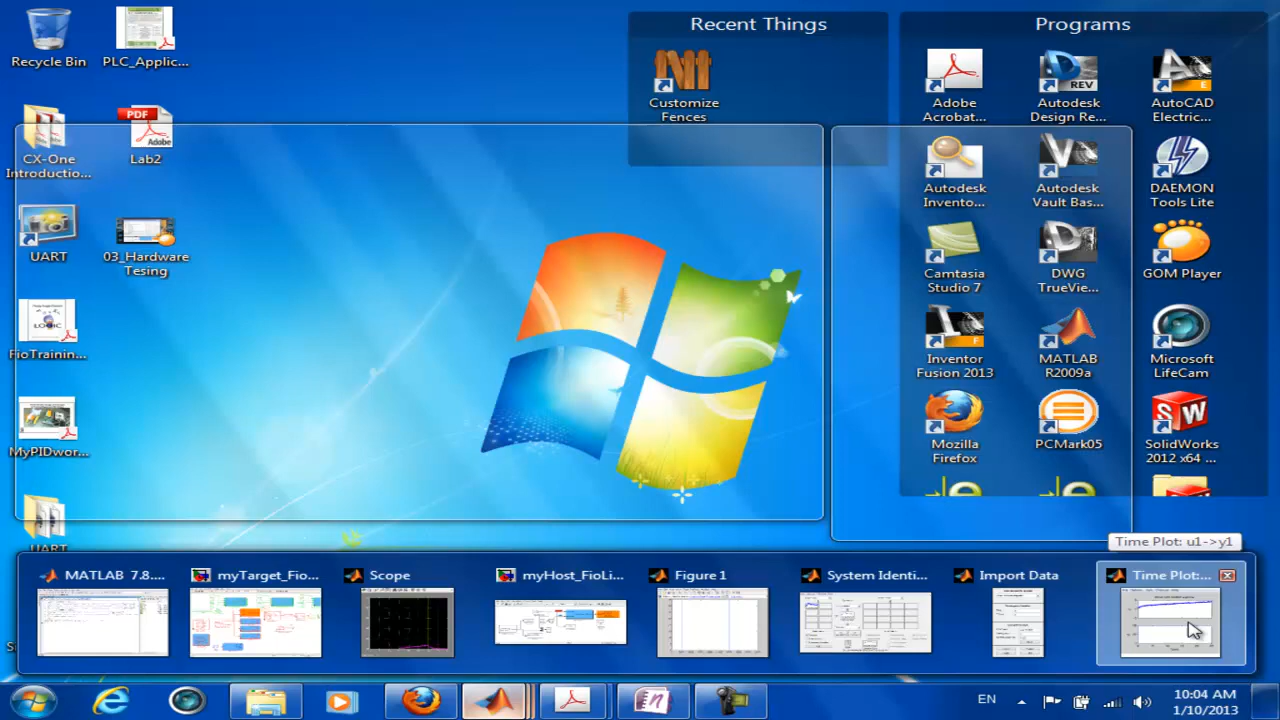 Recycle Bin
PLC_Applic...
Recent Things
Programs
Customize
Fences
Adobe
Acrobat...
Autodesk
Design Re...
REV
AutoCAD
Electric...
PDF
Adobe
CX-One
Introductio...
Lab2
Autodesk
Invento...
Autodesk
Vault Bas...
DAEMON
Tools Lite
UART
03_Hardware
Tesing
Camtasia
Studio 7
DWG
TrueVie...
GOM Player
LOGIC
FioTrainin...
Inventor
Fusion 2013
MATLAB
R2009a
Microsoft
LifeCam
MyPIDwor...
Mozilla
Firefox
PCMark05
SolidWorks
2012 x64 ...
UART
Time Plot: u1->y1
MATLAB 7.8....
myTarget_Fio...
Scope
myHost_FioLi...
Figure 1
System Identi...
Import Data
Time Plot:...
EN
10:04 AM
1/10/2013